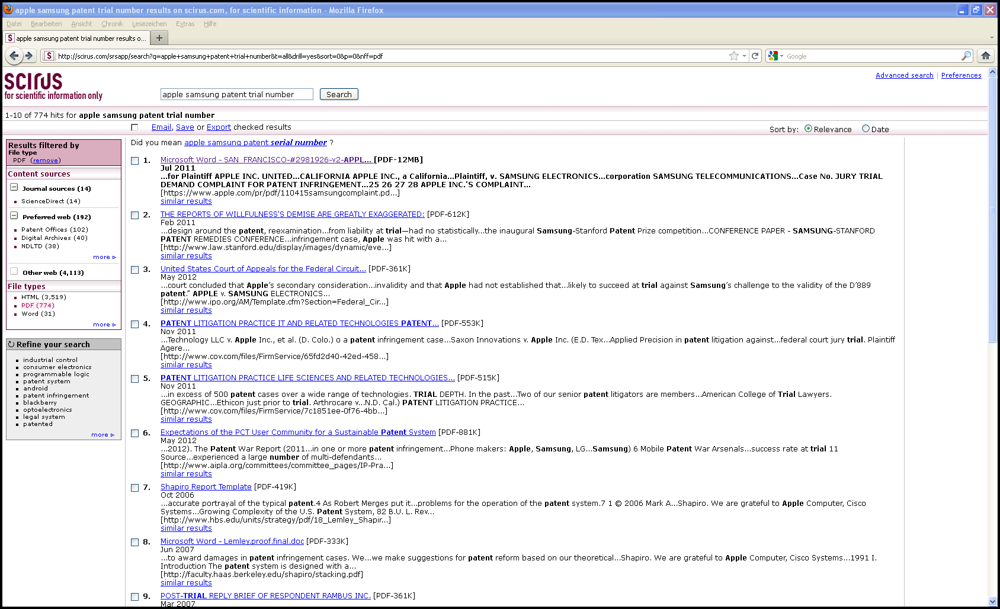 apple samsung patent trial number results on scirus.com, for scientific information - Mozilla Firefox
Datei Bearbeiten Ansicht Chronik Lesezeichen Extras Hilfe
S apple samsung patent trial number results o... +
S http://scirus.com/srsapp/search?q=apple+samsung+patent+trial+number&t=all&drill=yes&sort=0&p=0&nff=pdf Google
Advanced search | Preferences
SCIRUS
for scientific information only
apple samsung patent trial number Search
1-10 of 774 hits for apple samsung patent trial number
Email, Save or Export checked results Sort by: Relevance Date
Results filtered by
File type
PDF (remove)
Content sources
Journal sources (14)
ScienceDirect (14)
Preferred web (192)
Patent Offices (102)
Digital Archives (40)
NDLTD (38)
more
Other web (4,113)
File types
HTML (3,519)
PDF (774)
Word (31)
more
Refine your search
industrial control
consumer electronics
programmable logic
patent system
android
patent infringement
blackberry
optoelectronics
legal system
patented
more
Did you mean apple samsung patent serial number ?
1. Microsoft Word - SAN_FRANCISCO-#2981926-v2-APPL... [PDF-12MB]
Jul 2011
...for Plaintiff APPLE INC. UNITED...CALIFORNIA APPLE INC., a California...Plaintiff, v. SAMSUNG ELECTRONICS...corporation SAMSUNG TELECOMMUNICATIONS...Case No. JURY TRIAL
DEMAND COMPLAINT FOR PATENT INFRINGEMENT...25 26 27 28 APPLE INC.'S COMPLAINT...
[https://www.apple.com/pr/pdf/110415samsungcomplaint.pd...]
similar results
2. THE REPORTS OF WILLFULNESS'S DEMISE ARE GREATLY EXAGGERATED: [PDF-612K]
Feb 2011
...design around the patent, reexamination...from liability at trial—had no statistically...the inaugural Samsung-Stanford Patent Prize competition...CONFERENCE PAPER - SAMSUNG-STANFORD
PATENT REMEDIES CONFERENCE...infringement case, Apple was hit with a...
[http://www.law.stanford.edu/display/images/dynamic/eve...]
similar results
3. United States Court of Appeals for the Federal Circuit... [PDF-361K]
May 2012
...court concluded that Apple's secondary consideration...invalidity and that Apple had not established that...likely to succeed at trial against Samsung's challenge to the validity of the D'889
patent.” APPLE v. SAMSUNG ELECTRONICS...
[http://www.ipo.org/AM/Template.cfm?Section=Federal_Cir...]
similar results
4. PATENT LITIGATION PRACTICE IT AND RELATED TECHNOLOGIES PATENT... [PDF-553K]
Nov 2011
...Technology LLC v. Apple Inc., et al. (D. Colo.) o a patent infringement case...Saxon Innovations v. Apple Inc. (E.D. Tex...Applied Precision in patent litigation against...federal court jury trial. Plaintiff
Agere...
[http://www.cov.com/files/FirmService/65fd2d40-42ed-458...]
similar results
5. PATENT LITIGATION PRACTICE LIFE SCIENCES AND RELATED TECHNOLOGIES... [PDF-515K]
Nov 2011
...in excess of 500 patent cases over a wide range of technologies. TRIAL DEPTH. In the past...Two of our senior patent litigators are members...American College of Trial Lawyers.
GEOGRAPHIC...Ethicon just prior to trial. Arthrocare v...N.D. Cal.) PATENT LITIGATION PRACTICE...
[http://www.cov.com/files/FirmService/7c1851ee-0f76-4bb...]
similar results
6. Expectations of the PCT User Community for a Sustainable Patent System [PDF-881K]
May 2012
...2012). The Patent War Report (2011...in one or more patent infringement...Phone makers: Apple, Samsung, LG...Samsung) 6 Mobile Patent War Arsenals...success rate at trial 11
Source...experienced a large number of multi-defendants...
[http://www.aipla.org/committees/committee_pages/IP-Pra...]
similar results
7. Shapiro Report Template [PDF-419K]
Oct 2006
...accurate portrayal of the typical patent.4 As Robert Merges put it...problems for the operation of the patent system.7 1 © 2006 Mark A...Shapiro. We are grateful to Apple Computer, Cisco
Systems...Growing Complexity of the U.S. Patent System, 82 B.U. L. Rev...
[http://www.hbs.edu/units/strategy/pdf/18_Lemley_Shapir...]
similar results
8. Microsoft Word - Lemley.proof.final.doc [PDF-333K]
Jun 2007
...to award damages in patent infringement cases. We...we make suggestions for patent reform based on our theoretical...Shapiro. We are grateful to Apple Computer, Cisco Systems...1991 I.
Introduction The patent system is designed with a...
[http://faculty.haas.berkeley.edu/shapiro/stacking.pdf]
similar results
9. POST-TRIAL REPLY BRIEF OF RESPONDENT RAMBUS INC. [PDF-361K]
Mar 2007